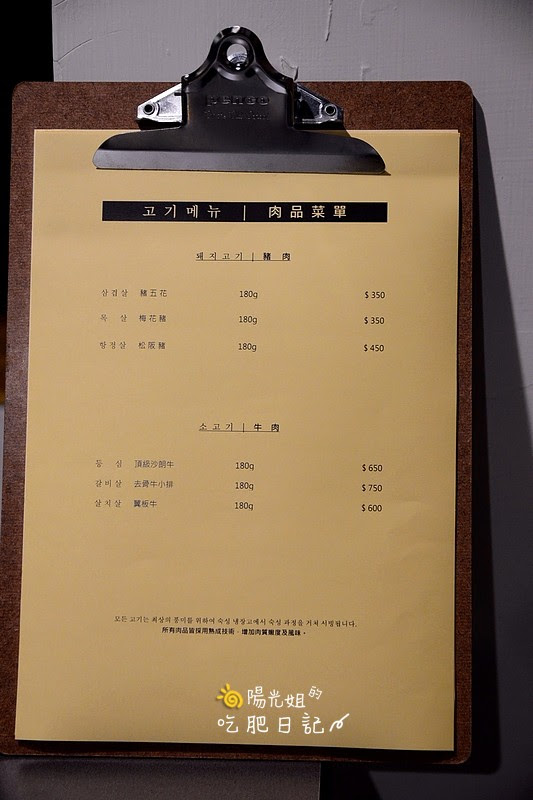 PENCO
고기메뉴 | 肉品菜單
돼지고기 | 豬 肉
삼겹살 豬五花 180g $350
목 살 梅花豬 180g $350
항정살 松阪豬 180g $450
소고기 | 牛 肉
등 심 頂級沙朗牛 180g $650
갈비살 去骨牛小排 180g $750
살치살 翼板牛 180g $600
모든 고기는 최상의 풍미를 위하여 숙성 냉장고에서 숙성 과정을 거쳐 시빙됩니다.
所有肉品皆採用熟成技術，增加肉質嫩度及風味。
陽光姐的
吃肥日記